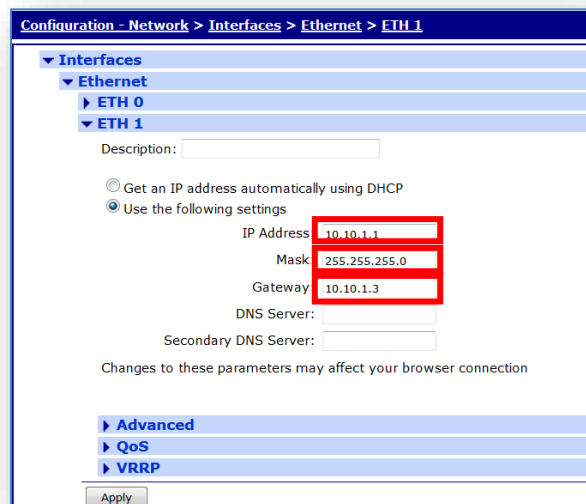 Configuration - Network > Interfaces > Ethernet > ETH 1
Interfaces
Ethernet
ETH 0
ETH 1
Description:
Get an IP address automatically using DHCP
Use the following settings
IP Address: 10.10.1.1
Mask: 255.255.255.0
Gateway: 10.10.1.3
DNS Server:
Secondary DNS Server:
Changes to these parameters may affect your browser connection
Advanced
QoS
VRRP
Apply